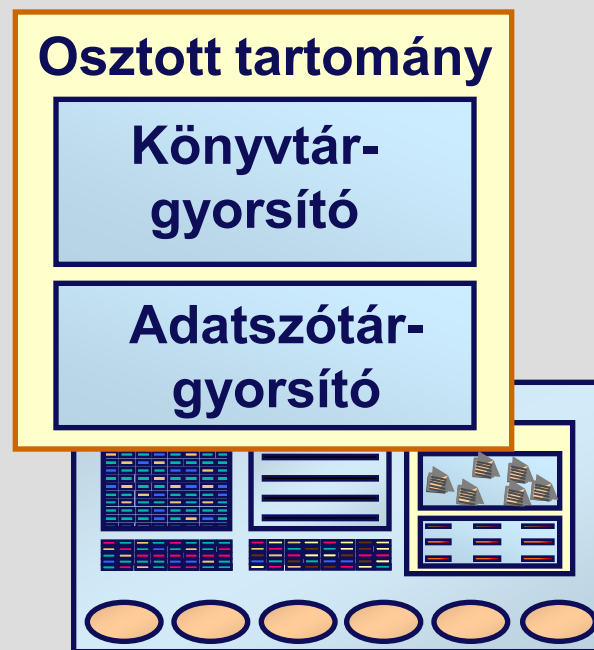 Osztott tartomány
Könyvtár-
gyorsító
Adatszótár-
gyorsító